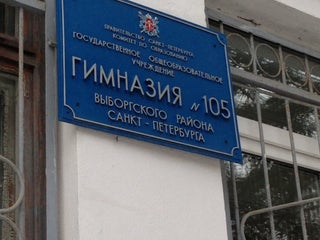 ПРАВИТЕЛЬСТВО САНКТ-ПЕТЕРБУРГА
КОМИТЕТ ПО ОБРАЗОВАНИЮ
ГОСУДАРСТВЕННОЕ ОБЩЕОБРАЗОВАТЕЛЬНОЕ
УЧРЕЖДЕНИЕ
ГИМНАЗИЯ № 105
ВЫБОРГСКОГО РАЙОНА
САНКТ-ПЕТЕРБУРГА